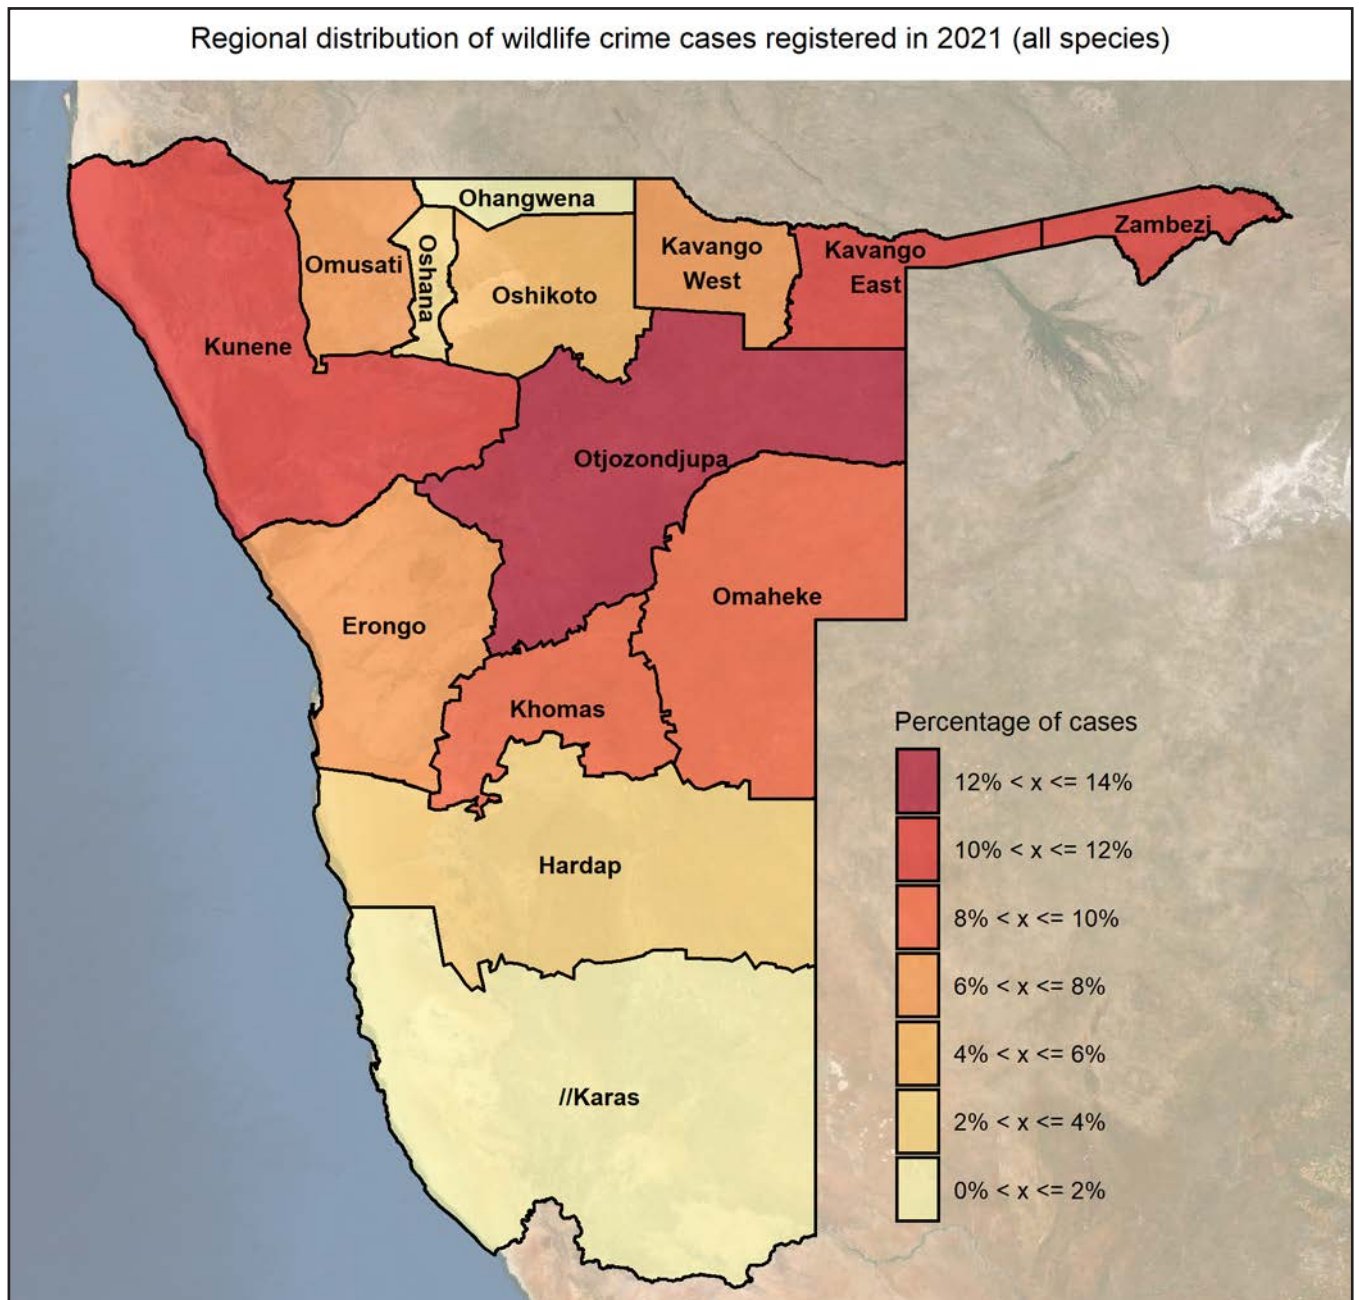 Regional distribution of wildlife crime cases registered in 2021 (all species)
Ohangwena
Zambezi
Kavango
West
Kavango
East
Omusati
Oshana
Oshikoto
Kunene
Otjozondjupa
Omaheke
Erongo
Khomas
Hardap
//Karas
Percentage of cases
12% < x <= 14%
10% < x <= 12%
8% < x <= 10%
6% < x <= 8%
4% < x <= 6%
2% < x <= 4%
0% < x <= 2%